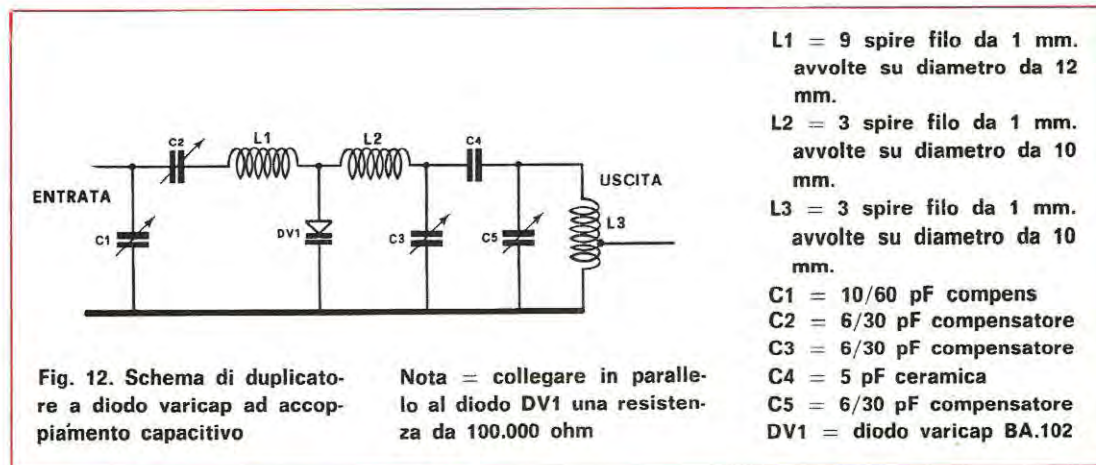 C2
L1
L2
C4
ENTRATA
C1
DV1
C3
C5
USCITA
L3
L1 = 9 spire filo da 1 mm.
avvolte su diametro da 12
mm.
L2 = 3 spire filo da 1 mm.
avvolte su diametro da 10
mm.
L3 = 3 spire filo da 1 mm.
avvolte su diametro da 10
mm.
C1 = 10/60 pF compens
C2 = 6/30 pF compensatore
C3 = 6/30 pF compensatore
C4 = 5 pF ceramica
C5 = 6/30 pF compensatore
DV1 = diodo varicap BA.102
Fig. 12. Schema di duplicato-
re a diodo varicap ad accop-
piamento capacitivo
Nota = collegare in paralle-
lo al diodo DV1 una resisten-
za da 100.000 ohm